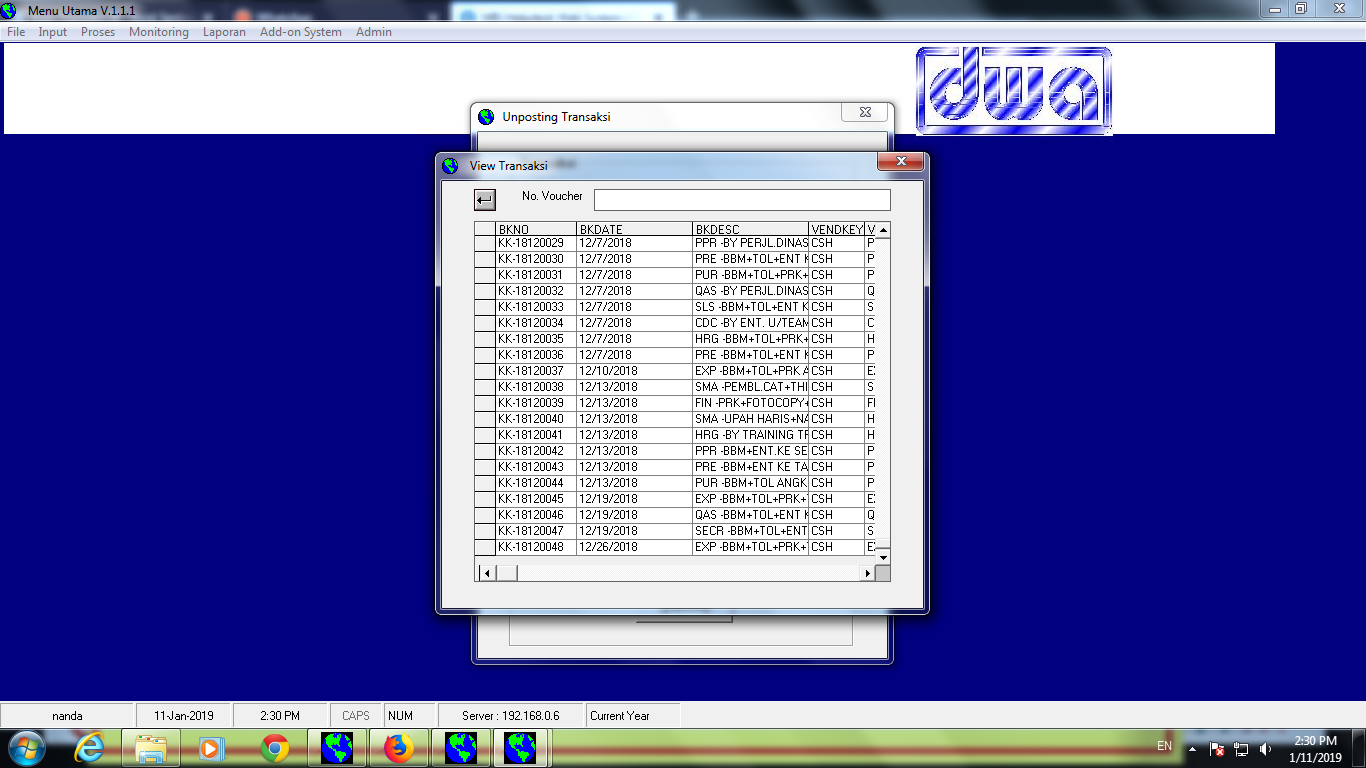 Menu Utama V.1.1.1
File Input Proses Monitoring Laporan Add-on System Admin
dwa
Unposting Transaksi
View Transaksi
No. Voucher
BKNO BKDATE BKDESC VENDKEY V
KK-18120029 12/7/2018 PPR -BY PERJL.DINAS CSH P
KK-18120030 12/7/2018 PRE -BBM+TOL+ENT K CSH P
KK-18120031 12/7/2018 PUR -BBM+TOL+PRK+ CSH P
KK-18120032 12/7/2018 QAS -BY PERJL.DINAS CSH Q
KK-18120033 12/7/2018 SLS -BBM+TOL+ENT K CSH S
KK-18120034 12/7/2018 CDC -BY ENT. U/TEAM CSH C
KK-18120035 12/7/2018 HRG -BBM+TOL+PRK+ CSH H
KK-18120036 12/7/2018 PRE -BBM+TOL+ENT K CSH P
KK-18120037 12/10/2018 EXP -BBM+TOL+PRK A CSH E
KK-18120038 12/13/2018 SMA -PEMBL.CAT+THI CSH S
KK-18120039 12/13/2018 FIN -PRK+FOTOCOPY+ CSH FI
KK-18120040 12/13/2018 SMA -UPAH HARIS+NA CSH H
KK-18120041 12/13/2018 HRG -BY TRAINING TR CSH H
KK-18120042 12/13/2018 PPR -BBM+ENT.KE SE CSH P
KK-18120043 12/13/2018 PRE -BBM+ENT KE TA CSH P
KK-18120044 12/13/2018 PUR -BBM+TOL ANGK CSH P
KK-18120045 12/19/2018 EXP -BBM+TOL+PRK+ CSH E
KK-18120046 12/19/2018 QAS -BBM+TOL+ENT K CSH Q
KK-18120047 12/19/2018 SECR -BBM+TOL+ENT CSH S
KK-18120048 12/26/2018 EXP -BBM+TOL+PRK+ CSH E
nanda 11-Jan-2019 2:30 PM CAPS NUM Server : 192.168.0.6 Current Year
EN 2:30 PM
1/11/2019